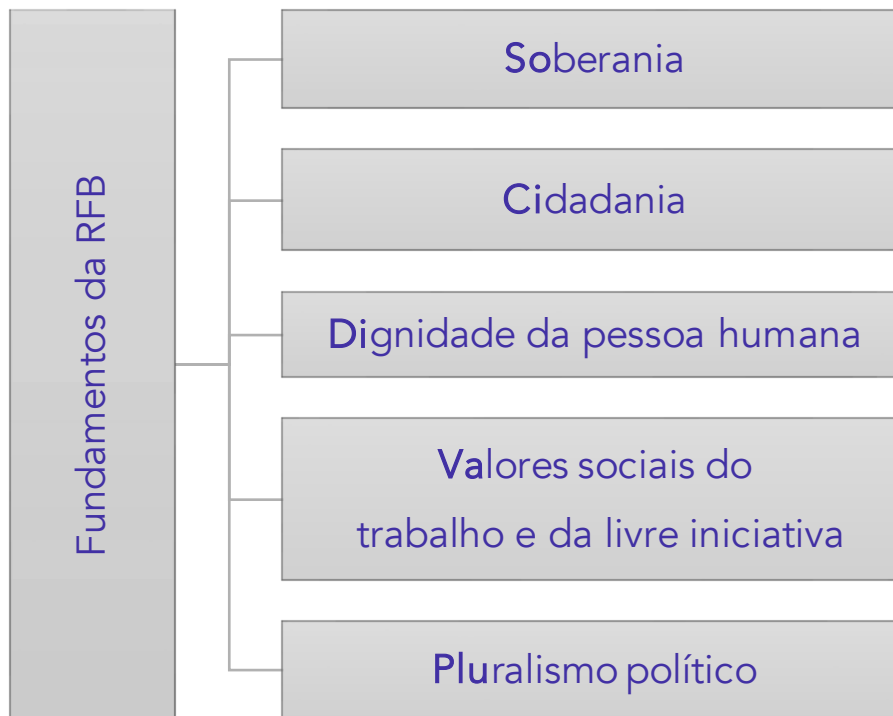 Fundamentos da RFB
Soberania
Cidadania
Dignidade da pessoa humana
Valores sociais do
trabalho e da livre iniciativa
Pluralismo político